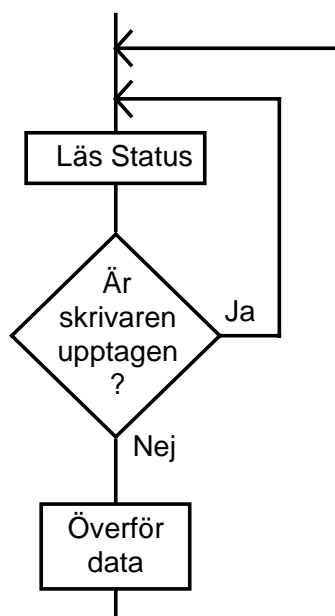 Läs Status
Är
skrivaren
upptagen
?
Ja
Nej
Överför
data